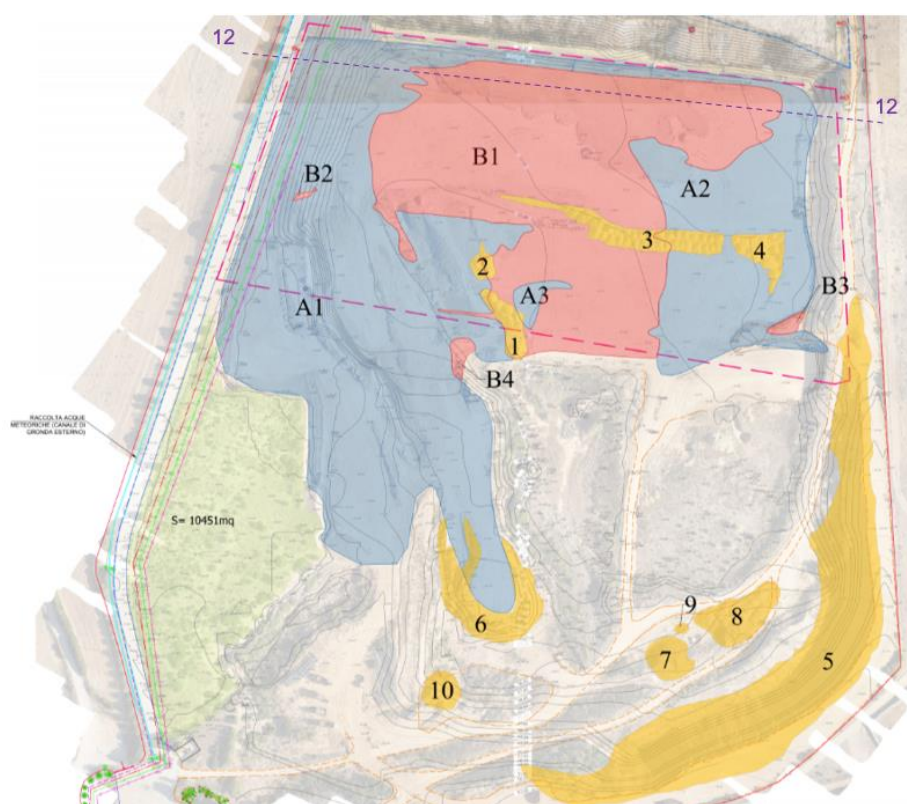 12
12
B1
B2
A2
3
4
2
A3
B3
A1
1
B4
RACCOLTA ACQUE
METEORICHE (CANALE DI
GRONDA ESTERNO)
S= 10451mq
9
8
6
7
5
10